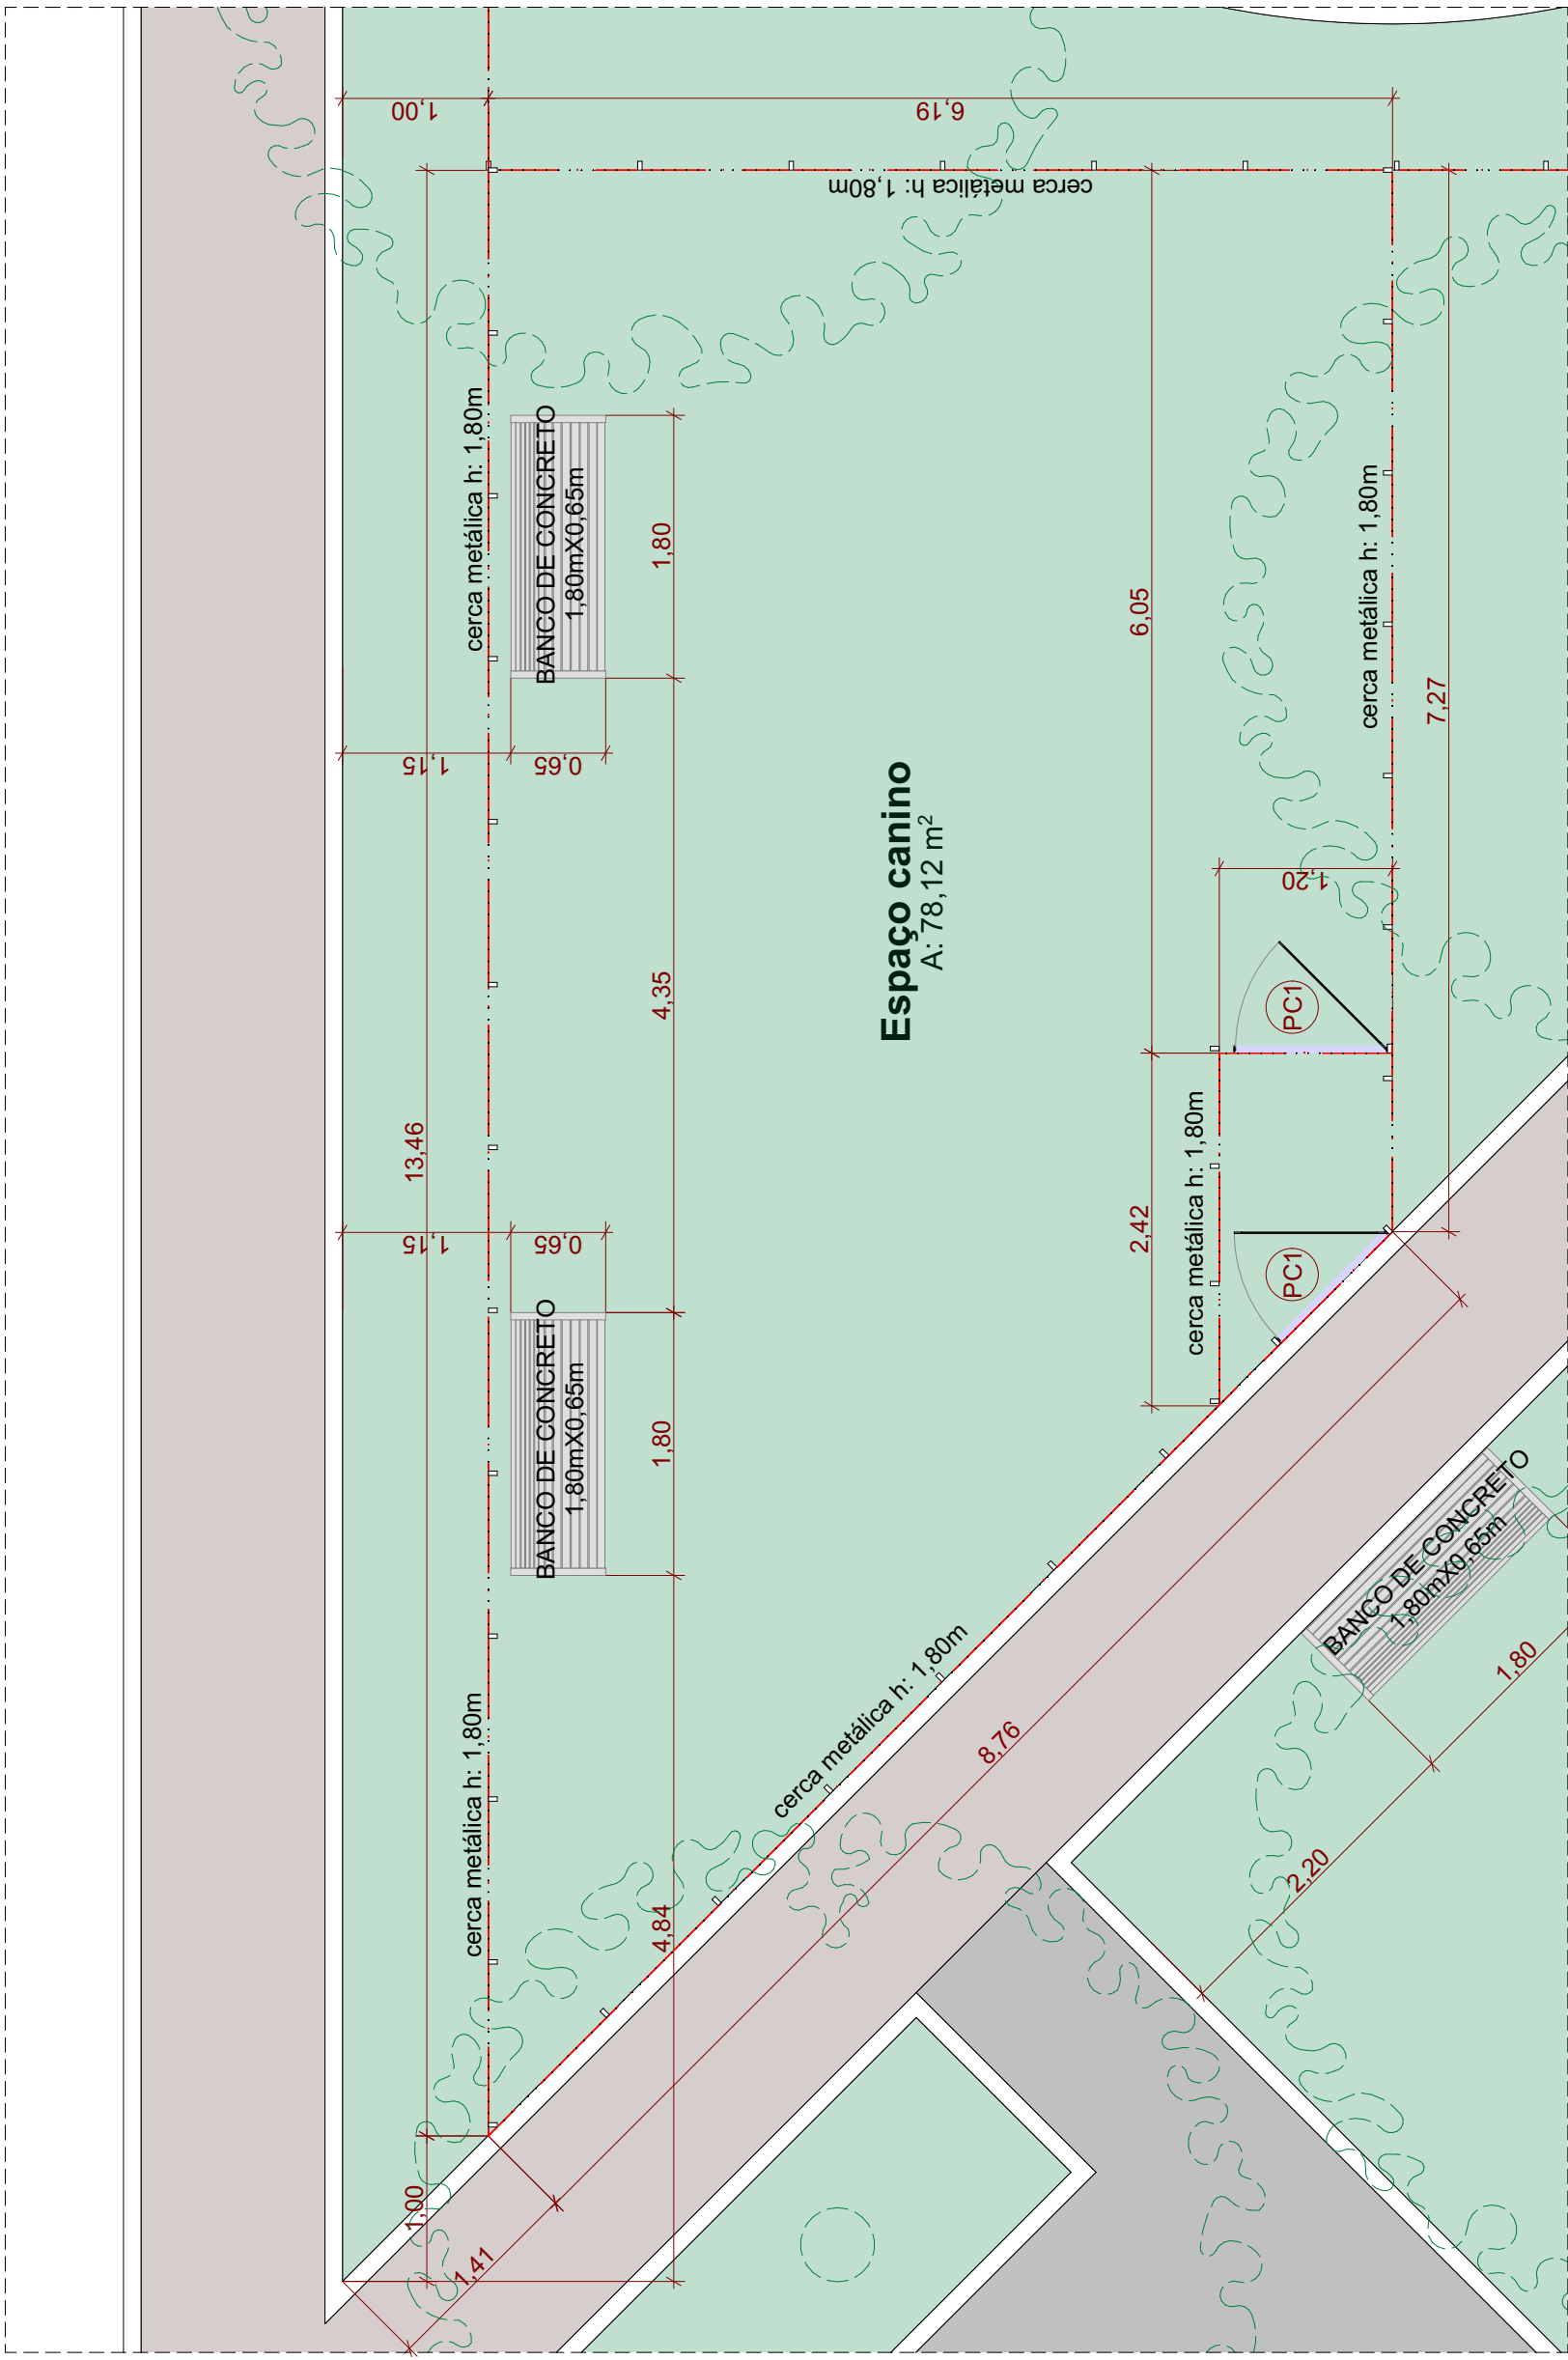 1,00
6,19
cerca metálica h: 1,80m
cerca metálica h: 1,80m
BANCO DE CONCRETO
1,80mX0,65m
1,80
6,05
cerca metálica h: 1,80m
7,27
1,15
0,65
Espaço canino
A: 78,12 m²
1,20
4,35
PC1
13,46
cerca metálica h: 1,80m
2,42
1,15
0,65
PC1
BANCO DE CONCRETO
1,80mX0,65m
1,80
BANCO DE CONCRETO
1,80mX0,65m
1,80
cerca metálica h: 1,80m
cerca metálica h: 1,80m
8,76
2,20
4,84
1,00
1,41